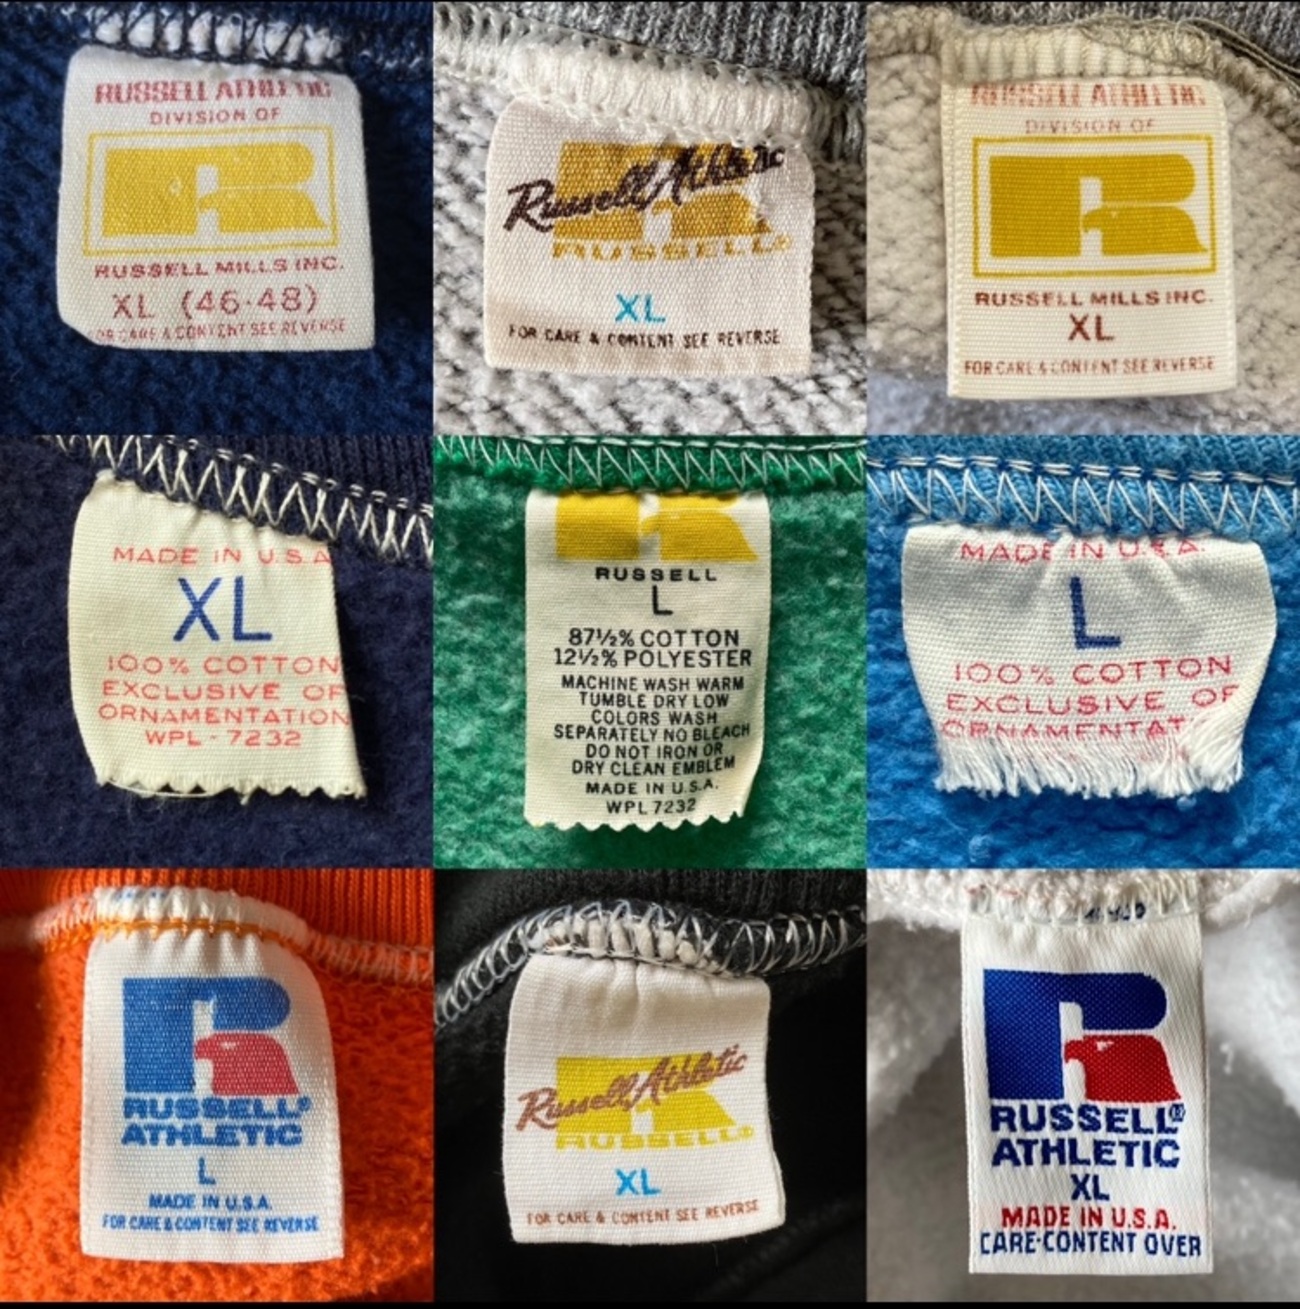 RUSSELL ATHLETIC
DIVISION OF
RUSSELL MILLS INC.
XL (46-48)
FOR CARE & CONTENT SEE REVERSE
Russell Athletic
RUSSELL®
XL
FOR CARE & CONTENT SEE REVERSE
RUSSELL ATHLETIC
DIVISION OF
RUSSELL MILLS INC.
XL
FOR CARE & CONTENT SEE REVERSE
MADE IN U.S.A
XL
100% COTTON
EXCLUSIVE OF
ORNAMENTATION
WPL - 7232
RUSSELL
L
87½% COTTON
12½% POLYESTER
MACHINE WASH WARM
TUMBLE DRY LOW
COLORS WASH
SEPARATELY NO BLEACH
DO NOT IRON OR
DRY CLEAN EMBLEM
MADE IN U.S.A.
WPL 7232
MADE IN U.S.A.
L
100% COTTON
EXCLUSIVE OF
ORNAMENTAT
RUSSELL®
ATHLETIC
L
MADE IN U.S.A.
FOR CARE & CONTENT SEE REVERSE
Russell Athletic
RUSSELL®
XL
FOR CARE & CONTENT SEE REVERSE
RUSSELL®
ATHLETIC
XL
MADE IN U.S.A.
CARE·CONTENT OVER